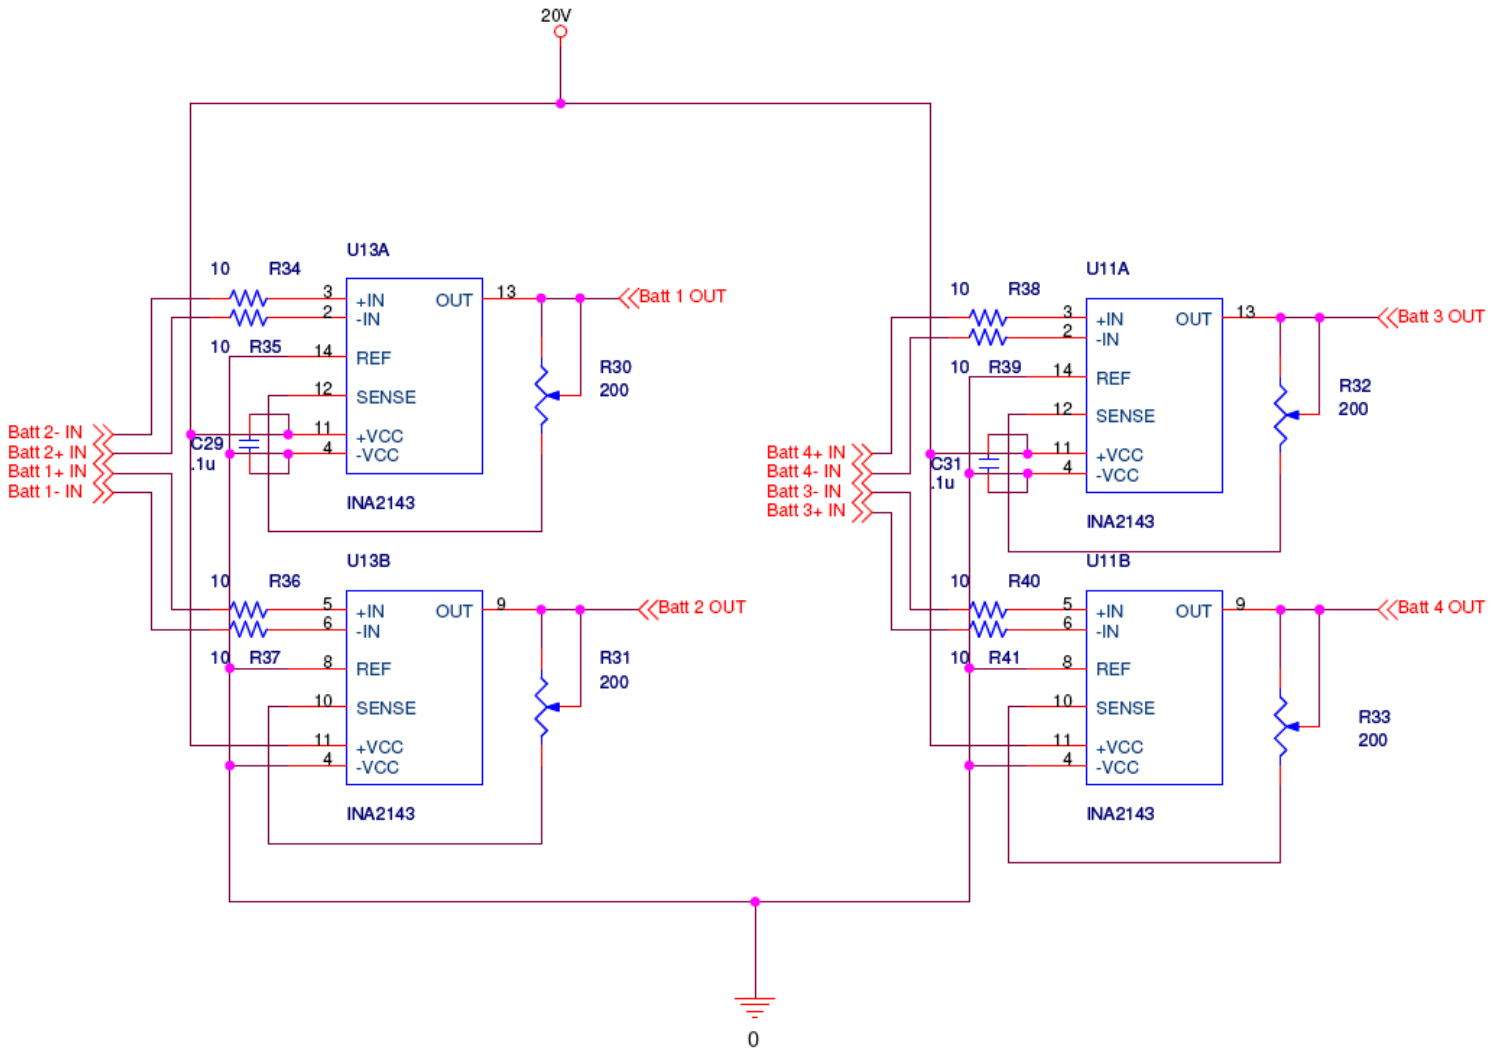 20V
U13A
10 R34
3 +IN OUT 13
2 -IN
Batt 1 OUT
10 R35
14 REF
12 SENSE
R30
200
Batt 2- IN
Batt 2+ IN
Batt 1+ IN
Batt 1- IN
C29
.1u
11 +VCC
4 -VCC
INA2143
U13B
10 R36
5 +IN OUT 9
6 -IN
Batt 2 OUT
10 R37
8 REF
10 SENSE
R31
200
11 +VCC
4 -VCC
INA2143
U11A
10 R38
3 +IN OUT 13
2 -IN
Batt 3 OUT
10 R39
14 REF
12 SENSE
R32
200
Batt 4+ IN
Batt 4- IN
Batt 3- IN
Batt 3+ IN
C31
.1u
11 +VCC
4 -VCC
INA2143
U11B
10 R40
5 +IN OUT 9
6 -IN
Batt 4 OUT
10 R41
8 REF
10 SENSE
R33
200
11 +VCC
4 -VCC
INA2143
0